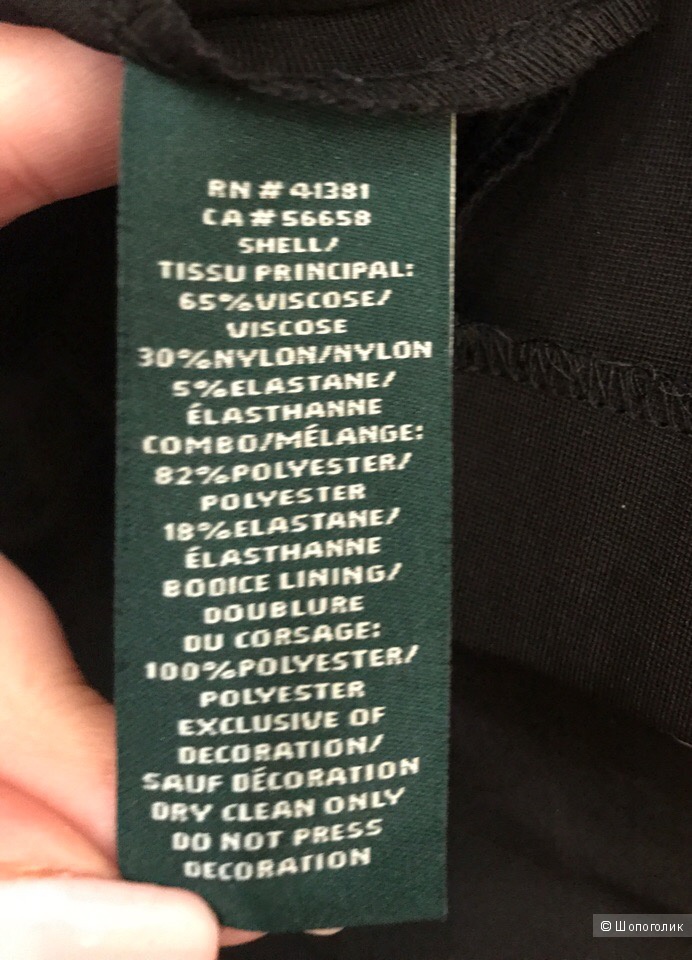 RN # 41381
CA # 56658
SHELL/
TISSU PRINCIPAL:
65%VISCOSE/
VISCOSE
30%NYLON/NYLON
5%ELASTANE/
ÉLASTHANNE
COMBO/MÉLANGE:
82%POLYESTER/
POLYESTER
18%ELASTANE/
ÉLASTHANNE
BODICE LINING/
DOUBLURE
DU CORSAGE:
100%POLYESTER/
POLYESTER
EXCLUSIVE OF
DECORATION/
SAUF DÉCORATION
DRY CLEAN ONLY
DO NOT PRESS
DECORATION
© Шопоголик